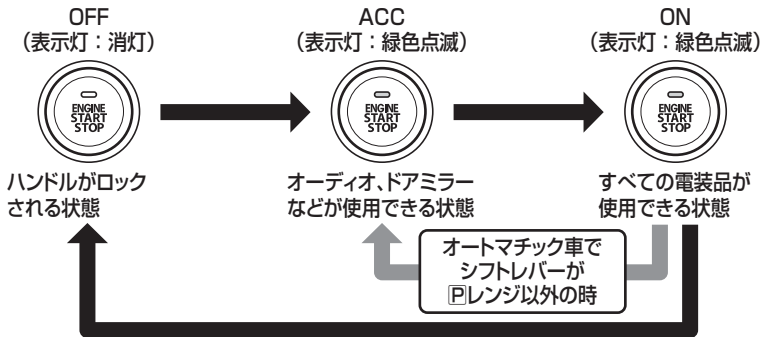 OFF
（表示灯：消灯）
ENGINE
START
STOP
ハンドルがロック
される状態
ACC
（表示灯：緑色点滅）
ENGINE
START
STOP
オーディオ、ドアミラー
などが使用できる状態
ON
（表示灯：緑色点滅）
ENGINE
START
STOP
すべての電装品が
使用できる状態
オートマチック車で
シフトレバーが
Pレンジ以外の時